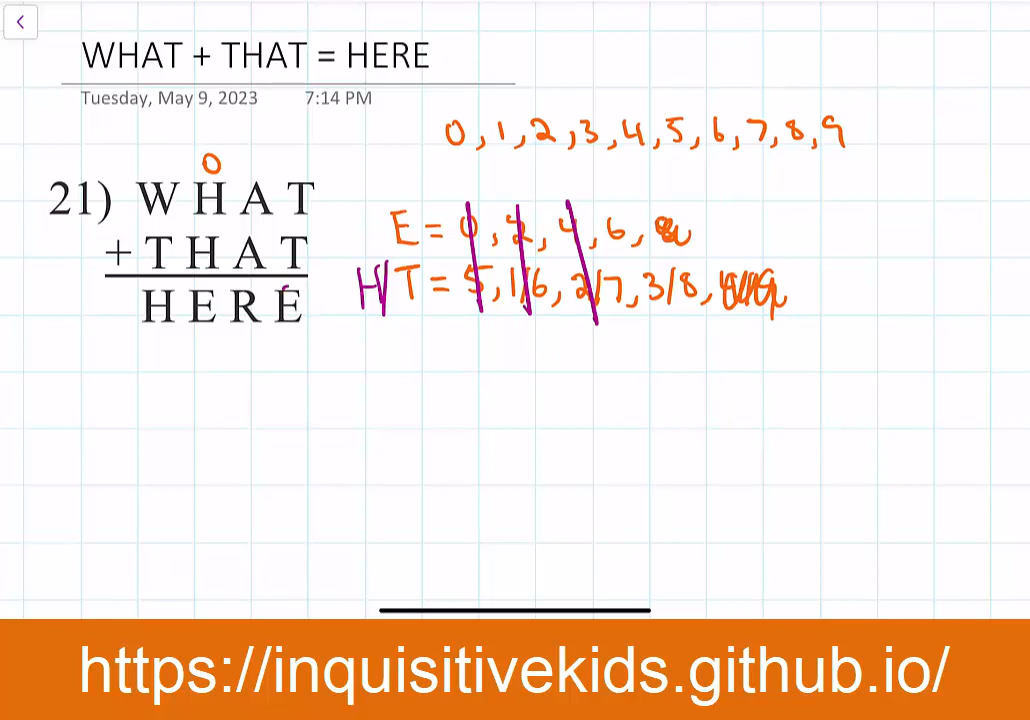 WHAT + THAT = HERE
Tuesday, May 9, 2023 7:14 PM
0, 1, 2, 3, 4, 5, 6, 7, 8, 9
0
21) W H A T
+ T H A T
H E R E
E = 0, 2, 4, 6,
H/T = 5, 1/6, 2/7, 3/8,
https://inquisitivekids.github.io/